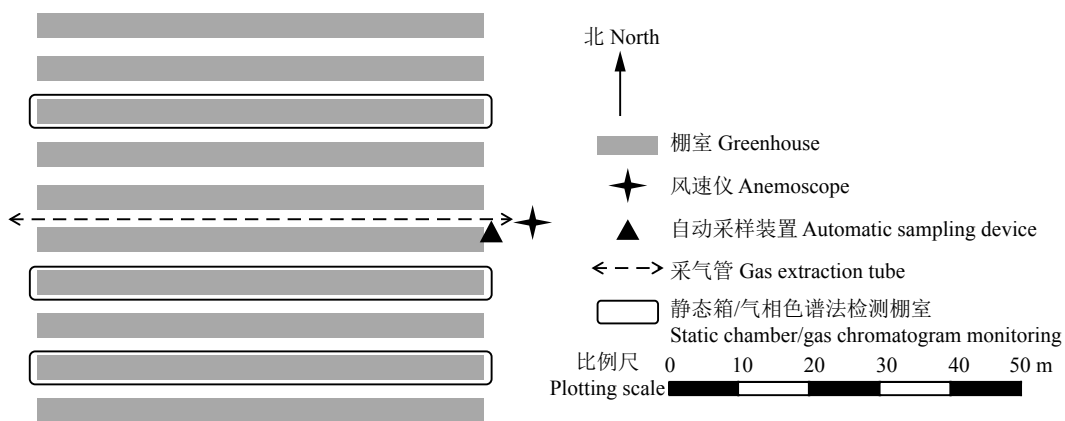 北 North
棚室 Greenhouse
风速仪 Anemoscope
自动采样装置 Automatic sampling device
采气管 Gas extraction tube
静态箱/气相色谱法检测棚室
Static chamber/gas chromatogram monitoring
比例尺 0 10 20 30 40 50 m
Plotting scale